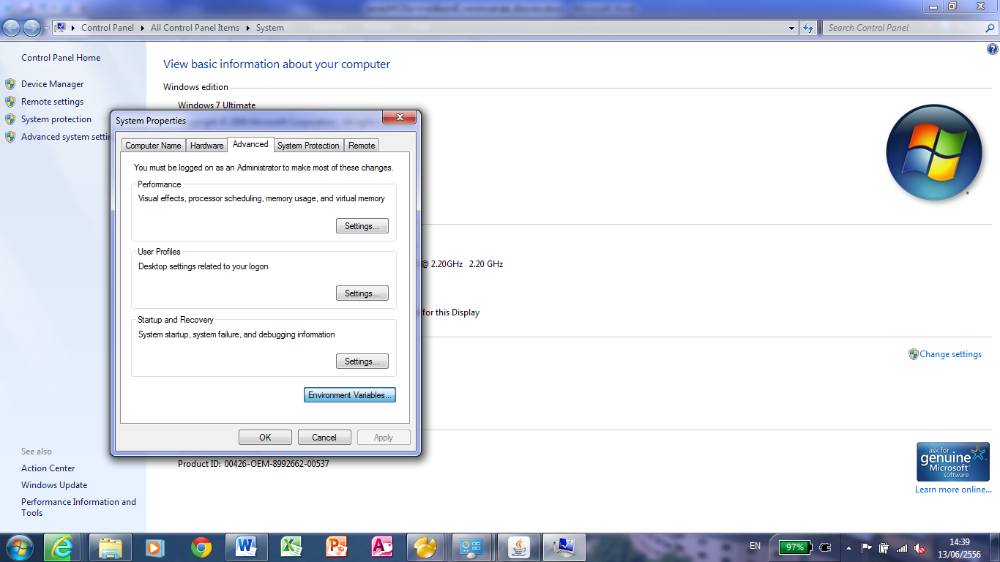 Control Panel
All Control Panel Items
System
Search Control Panel
Control Panel Home
Device Manager
Remote settings
System protection
Advanced system settin
View basic information about your computer
Windows edition
Windows 7 Ultimate
System Properties
Computer Name
Hardware
Advanced
System Protection
Remote
You must be logged on as an Administrator to make most of these changes.
Performance
Visual effects, processor scheduling, memory usage, and virtual memory
Settings...
User Profiles
Desktop settings related to your logon
Settings...
Startup and Recovery
System startup, system failure, and debugging information
Settings...
Environment Variables...
OK
Cancel
Apply
@ 2.20GHz 2.20 GHz
for this Display
Change settings
Product ID: 00426-OEM-8992662-00537
ask for
genuine
Microsoft
software
Learn more online...
See also
Action Center
Windows Update
Performance Information and
Tools
EN
97%
14:39
13/06/2556